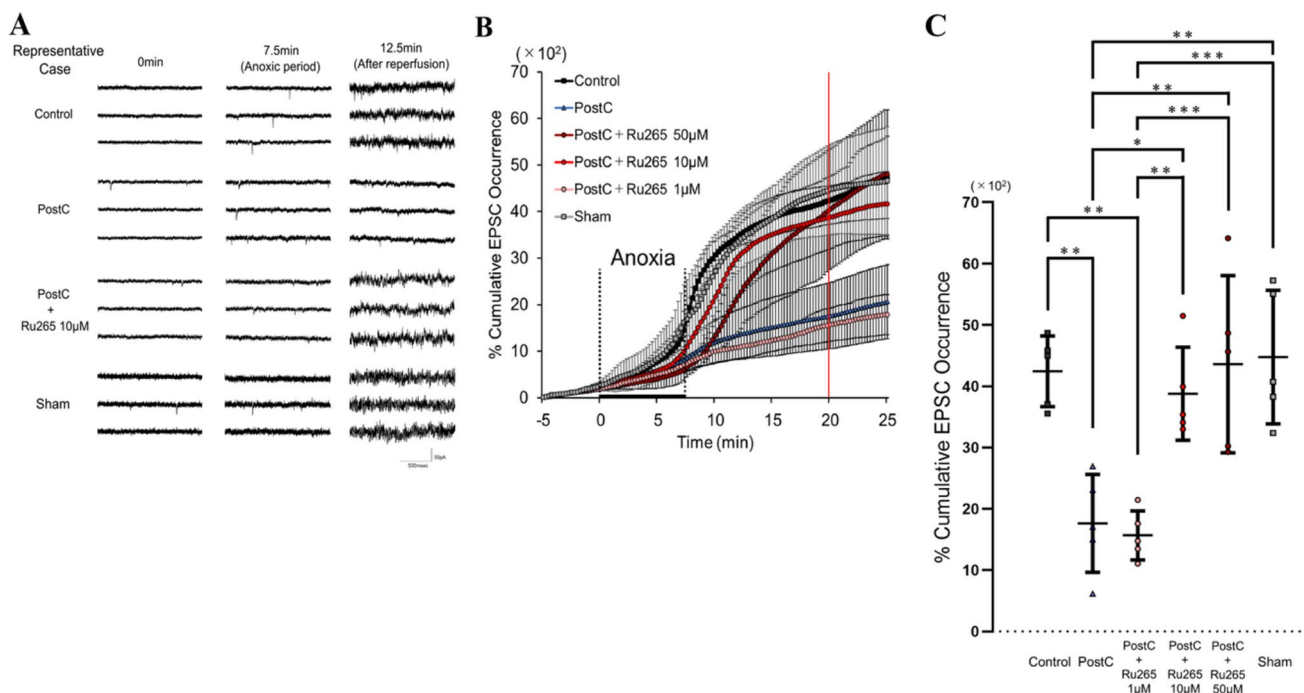 A
Representative
Case
0min
7.5min
(Anoxic period)
12.5min
(After reperfusion)
Control
PostC
PostC
+
Ru265 10μM
Sham
50pA
500msec
B
(×10²)
70
60
50
40
30
20
10
0
% Cumulative EPSC Occurrence
Control
PostC
PostC+Ru265 50μM
PostC+Ru265 10μM
PostC+Ru265 1μM
Sham
Anoxia
-5 0 5 10 15 20 25
Time (min)
C
(×10²)
70
60
50
40
30
20
10
0
% Cumulative EPSC Occurrence
**
***
**
***
*
**
**
**
Control
PostC
PostC
+
Ru265
1μM
PostC
+
Ru265
10μM
PostC
+
Ru265
50μM
Sham